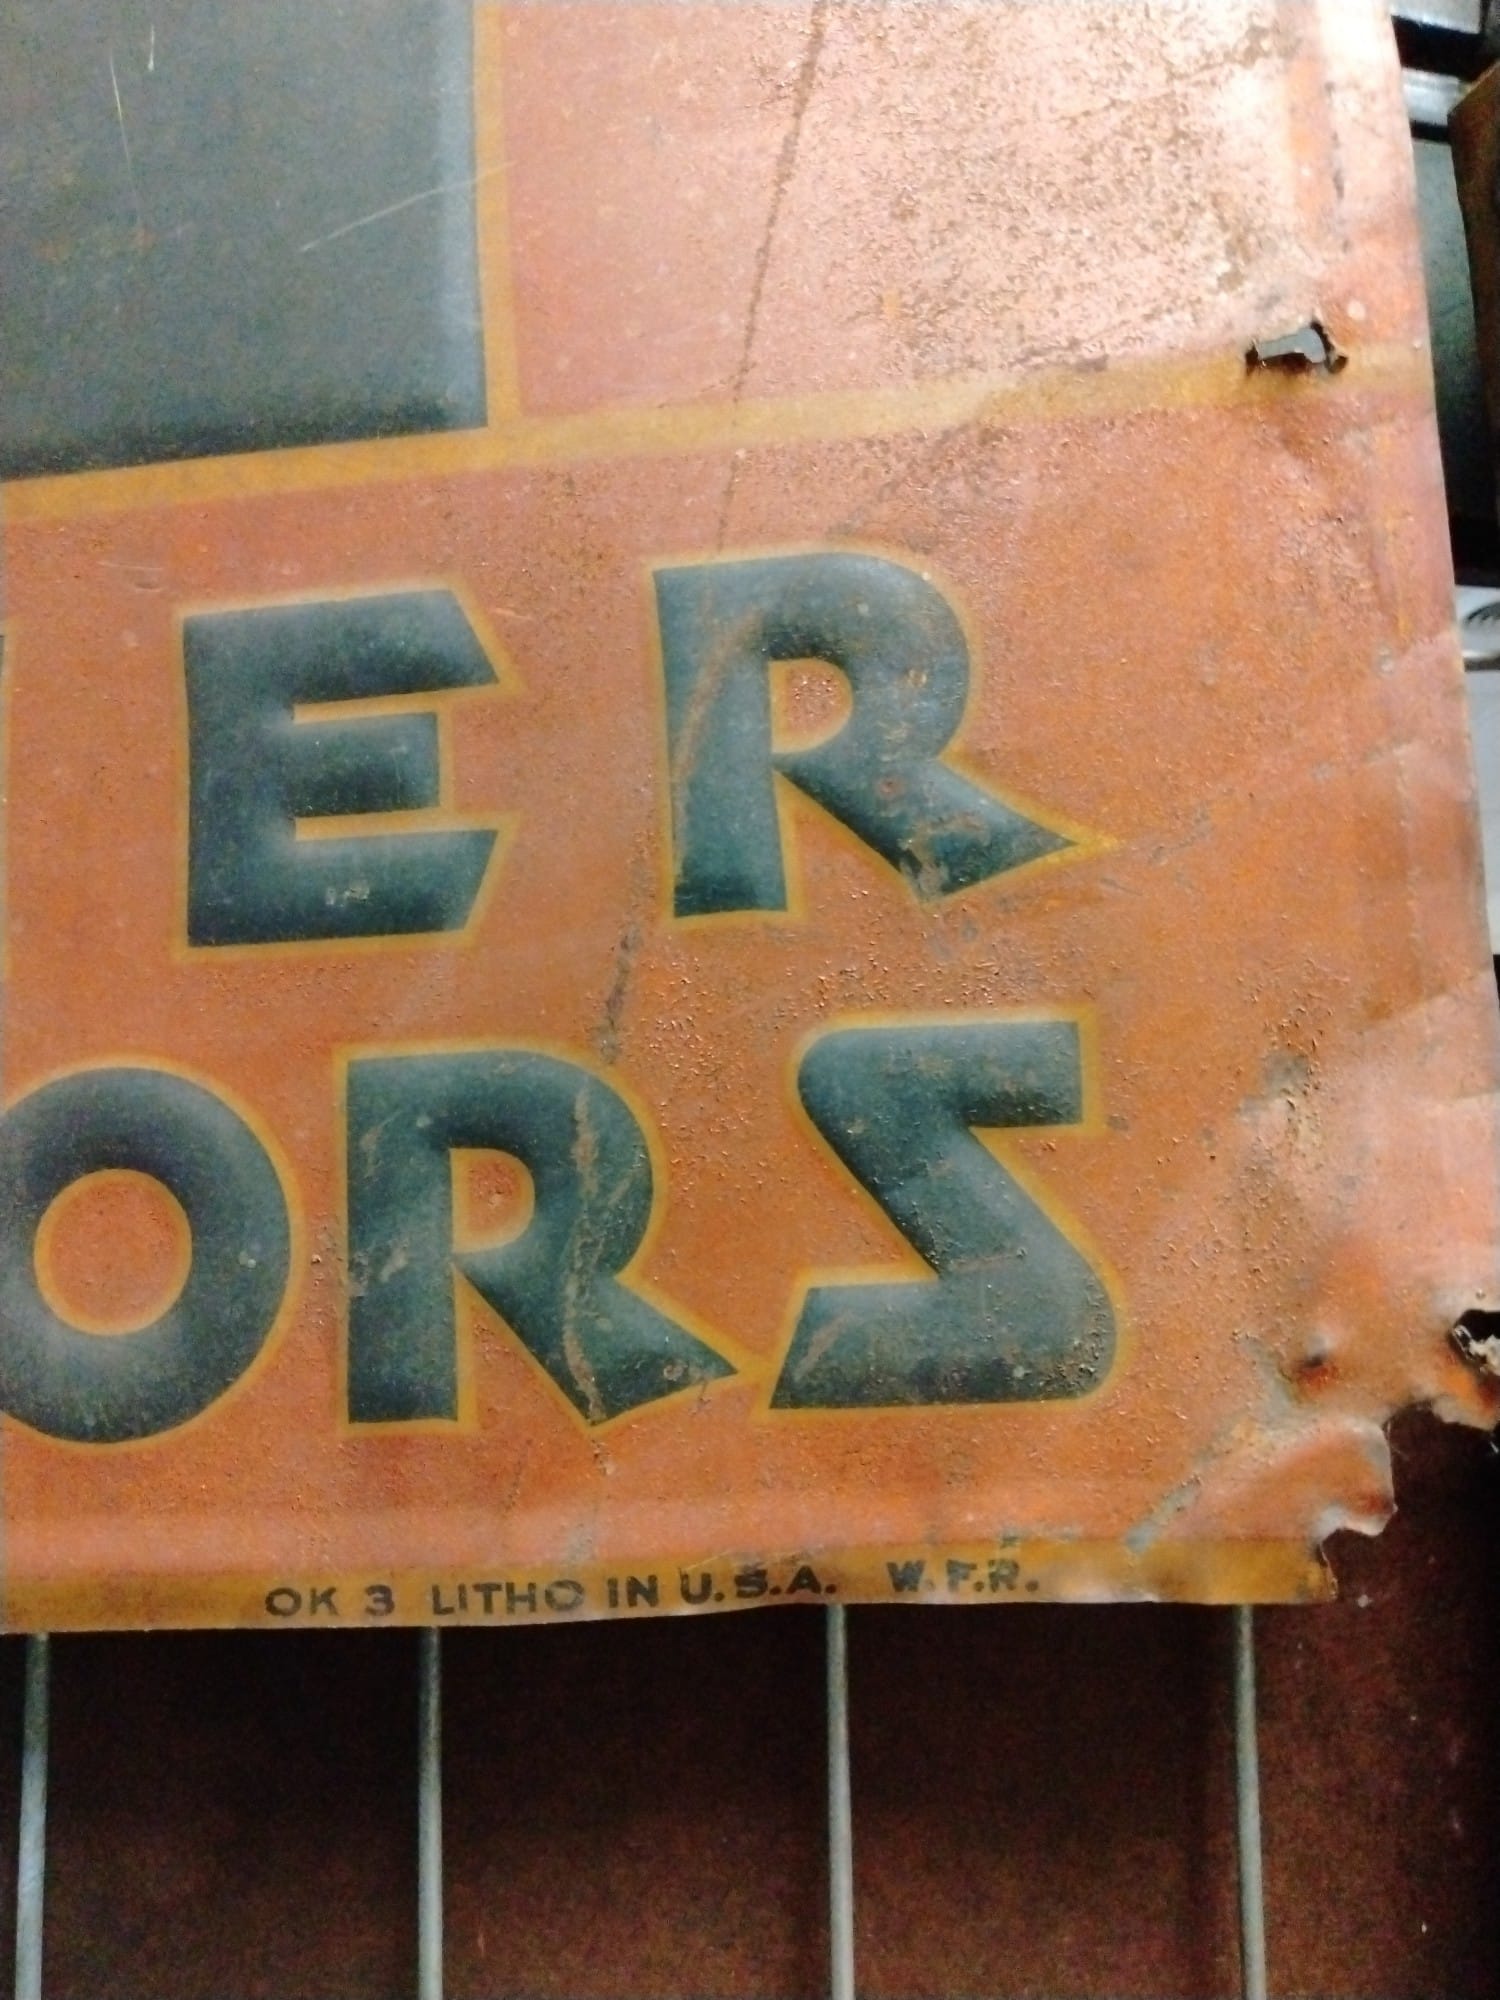 ER
ORS
OK 3 LITHO IN U.S.A. W.F.R.